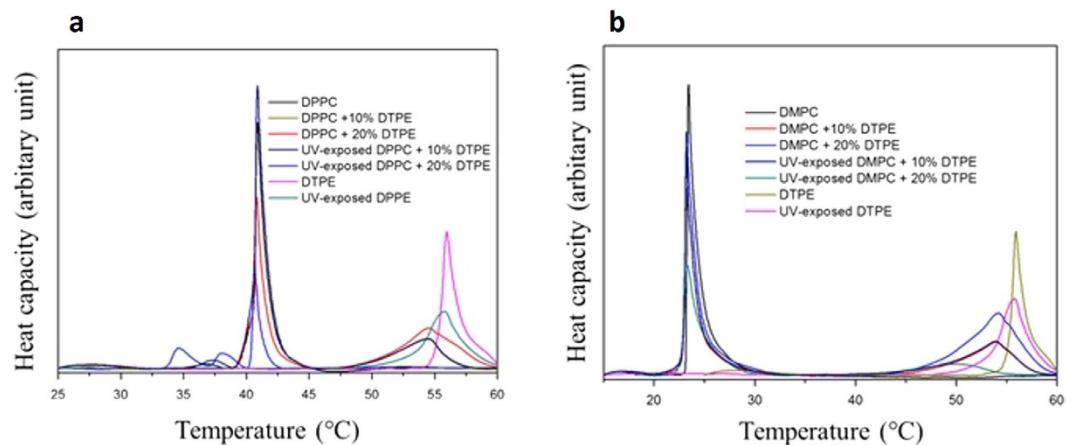 a
Heat capacity (arbitary unit)
DPPC
DPPC +10% DTPE
DPPC + 20% DTPE
UV-exposed DPPC + 10% DTPE
UV-exposed DPPC + 20% DTPE
DTPE
UV-exposed DPPE
25 30 35 40 45 50 55 60
Temperature (°C)
b
Heat capacity (arbitary unit)
DMPC
DMPC +10% DTPE
DMPC + 20% DTPE
UV-exposed DMPC + 10% DTPE
UV-exposed DMPC + 20% DTPE
DTPE
UV-exposed DTPE
20 30 40 50 60
Temperature (°C)